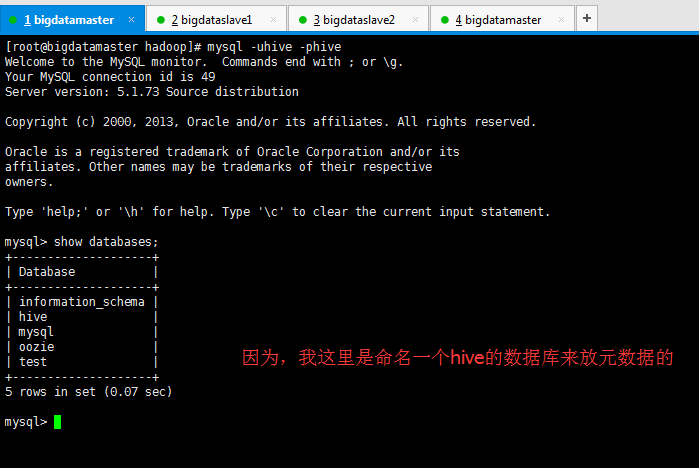 1 bigdatamaster × 2 bigdataslave1 × 3 bigdataslave2 × 4 bigdatamaster × +
[root@bigdatamaster hadoop]# mysql -uhive -phive
Welcome to the MySQL monitor.  Commands end with ; or \g.
Your MySQL connection id is 49
Server version: 5.1.73 Source distribution
Copyright (c) 2000, 2013, Oracle and/or its affiliates. All rights reserved.
Oracle is a registered trademark of Oracle Corporation and/or its
affiliates. Other names may be trademarks of their respective
owners.
Type 'help;' or '\h' for help. Type '\c' to clear the current input statement.
mysql> show databases;
+--------------------+
| Database           |
+--------------------+
| information_schema |
| hive               |
| mysql              |
| oozie              |
| test               |
+--------------------+
因为，我这里是命名一个hive的数据库来放元数据的
5 rows in set (0.07 sec)
mysql>